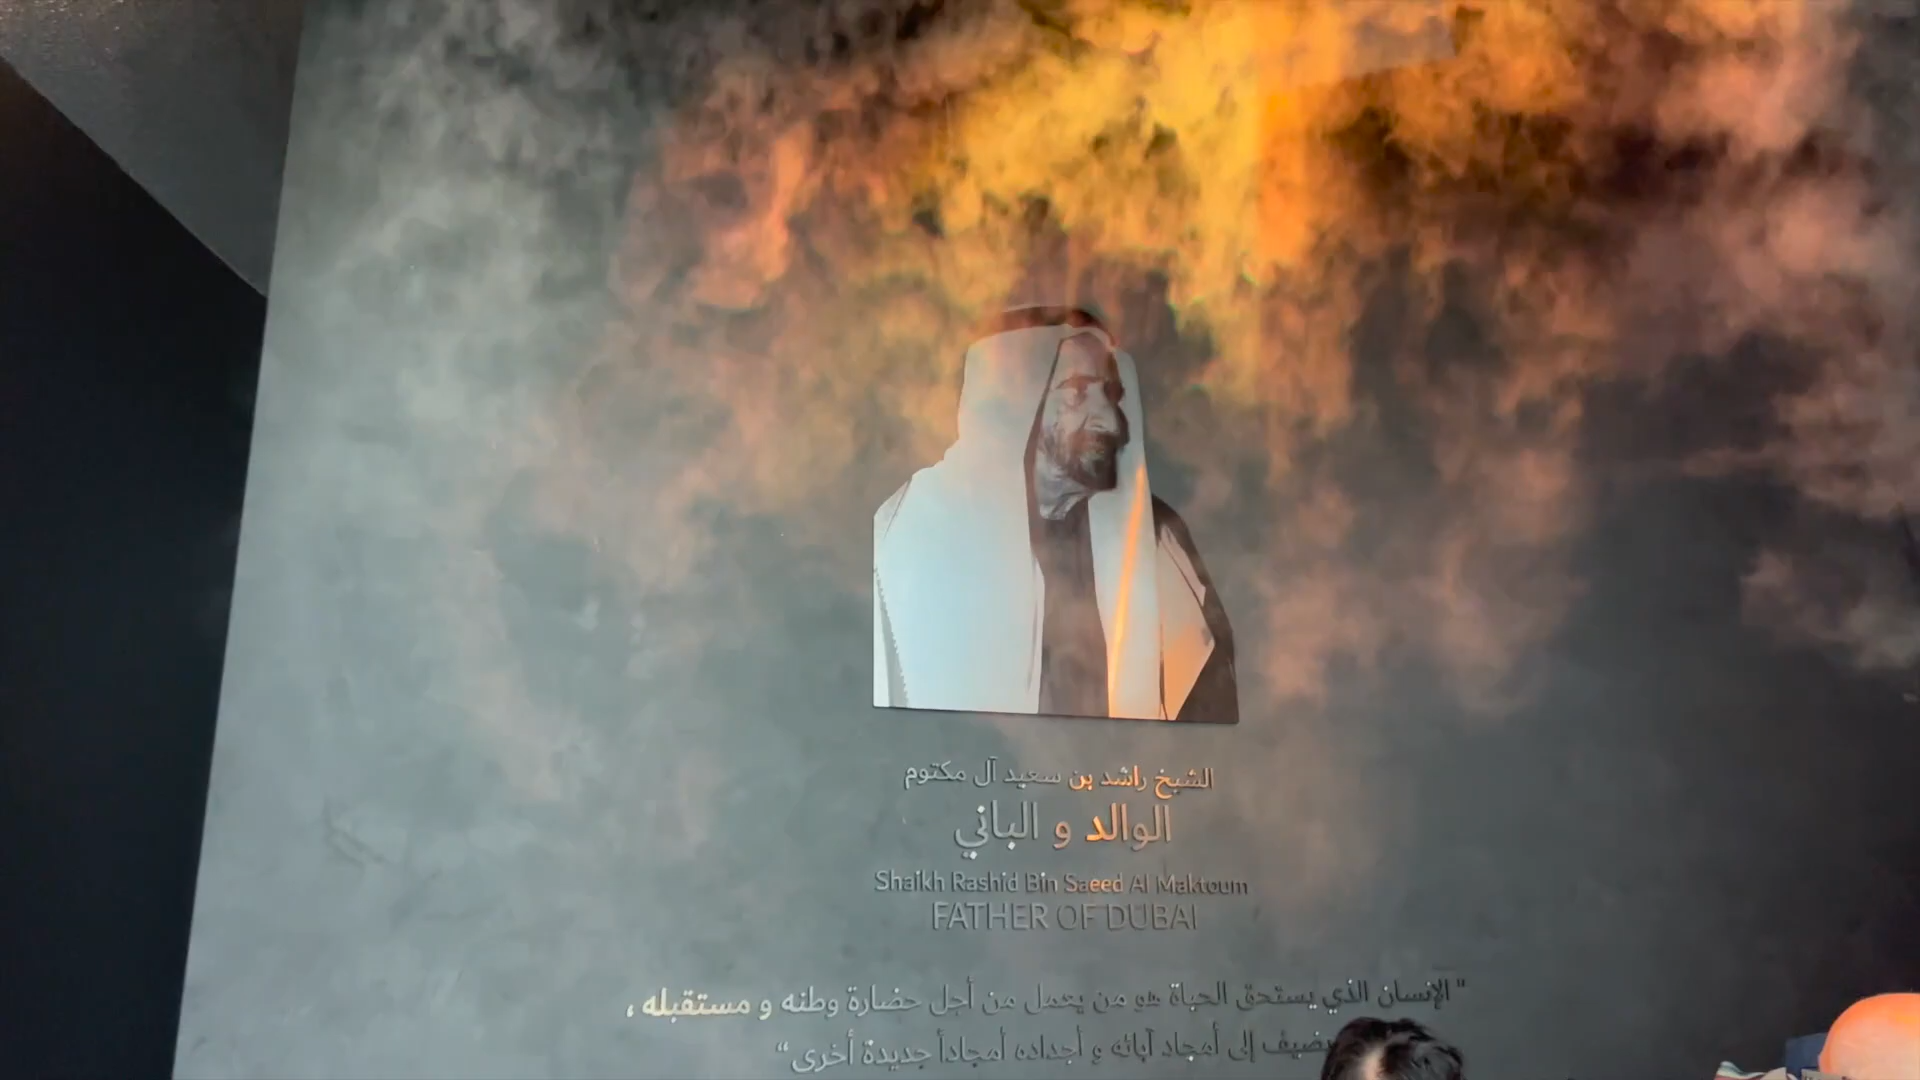 الشيخ راشد بن سعيد آل مكتوم
الوالد و الباني
Shaikh Rashid Bin Saeed Al Maktoum
FATHER OF DUBAI
" الإنسان الذي يستحق الحياة هو من يعمل من أجل حضارة وطنه و مستقبله ،
يضيف إلى أمجاد آبائه و أجداده أمجاداً جديدة أخرى "